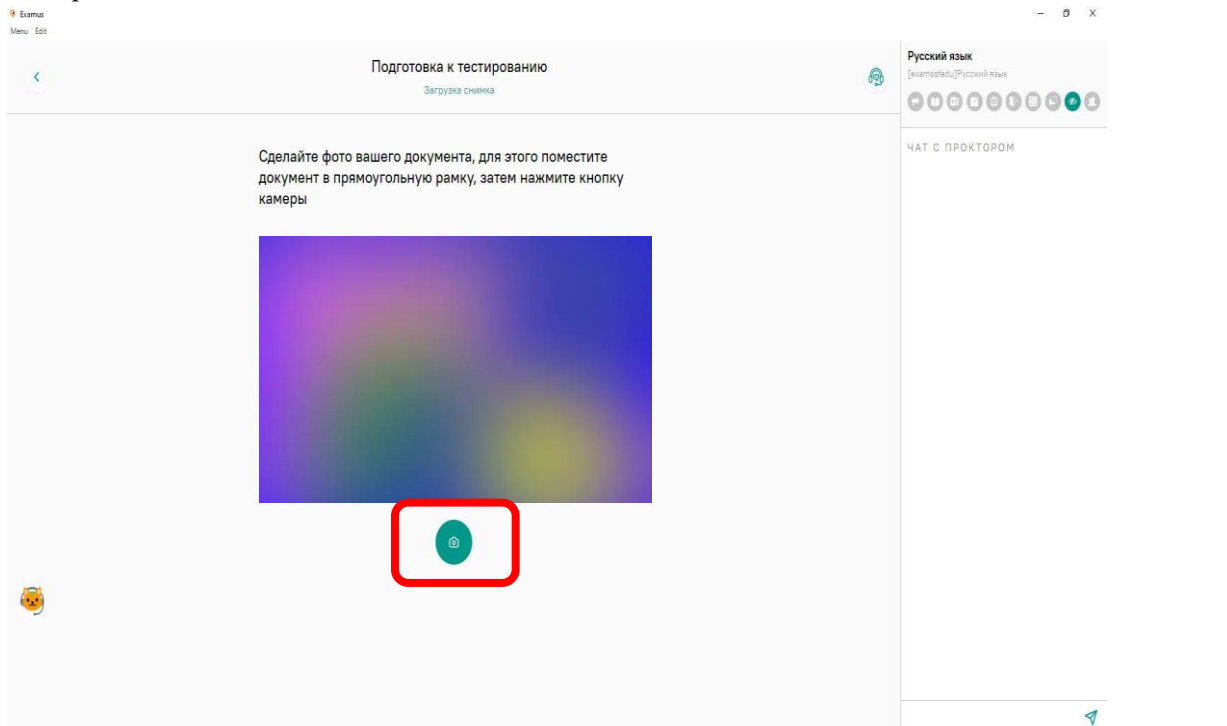 Examus
Menu Edit
Подготовка к тестированию
Загрузка снимка
Сделайте фото вашего документа, для этого поместите
документ в прямоугольную рамку, затем нажмите кнопку
камеры
Русский язык
[examssfedu]Русский язык
ЧАТ С ПРОКТОРОМ